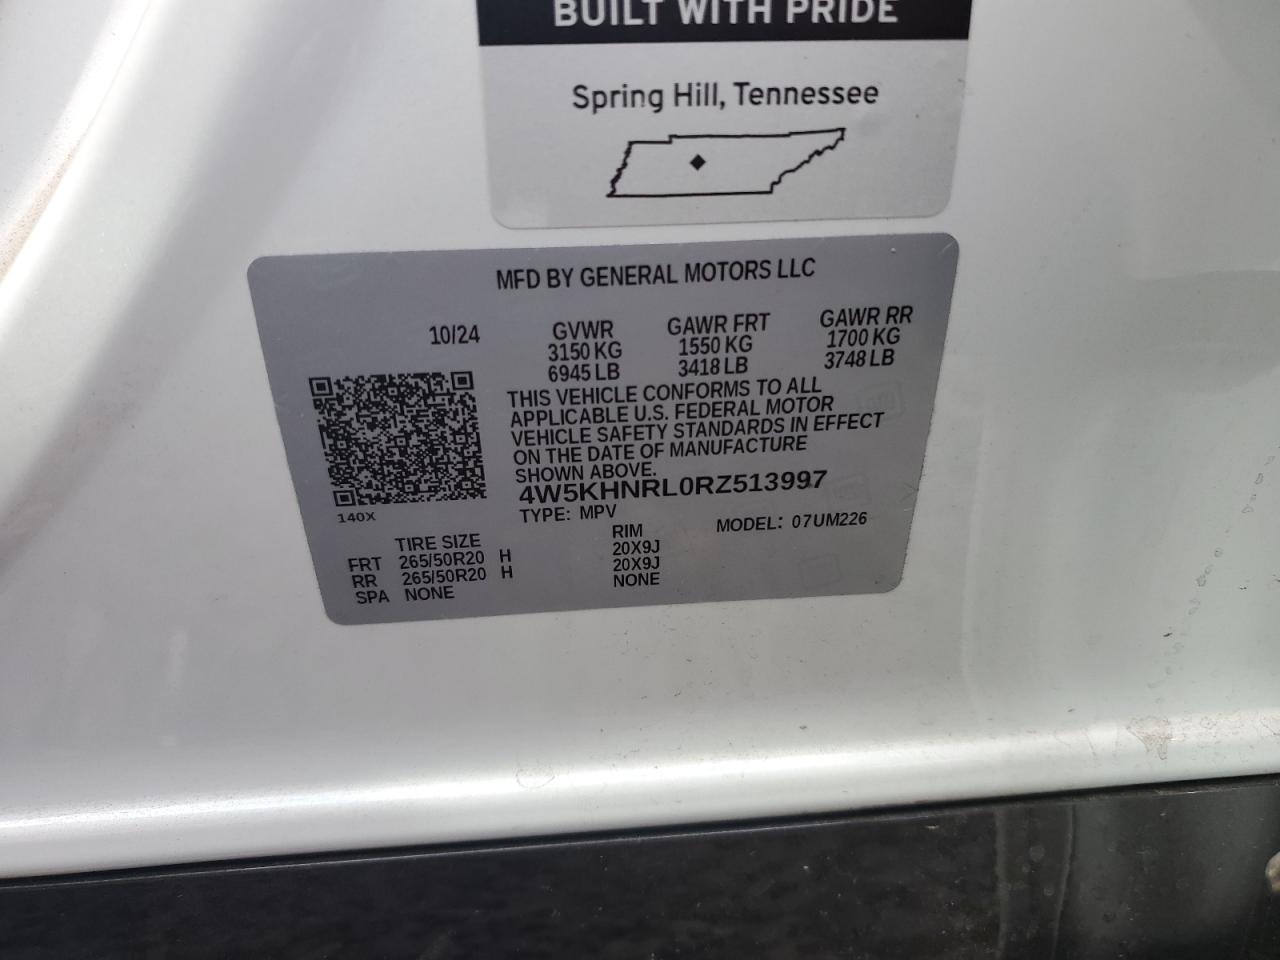 BUILT WITH PRIDE
Spring Hill, Tennessee
MFD BY GENERAL MOTORS LLC
10/24 GVWR GAWR FRT GAWR RR
3150 KG 1550 KG 1700 KG
6945 LB 3418 LB 3748 LB
THIS VEHICLE CONFORMS TO ALL
APPLICABLE U.S. FEDERAL MOTOR
VEHICLE SAFETY STANDARDS IN EFFECT
ON THE DATE OF MANUFACTURE
SHOWN ABOVE.
4W5KHNRL0RZ513997
140X
TYPE: MPV MODEL: 07UM226
TIRE SIZE RIM
FRT 265/50R20 H 20X9J
RR 265/50R20 H 20X9J
SPA NONE NONE